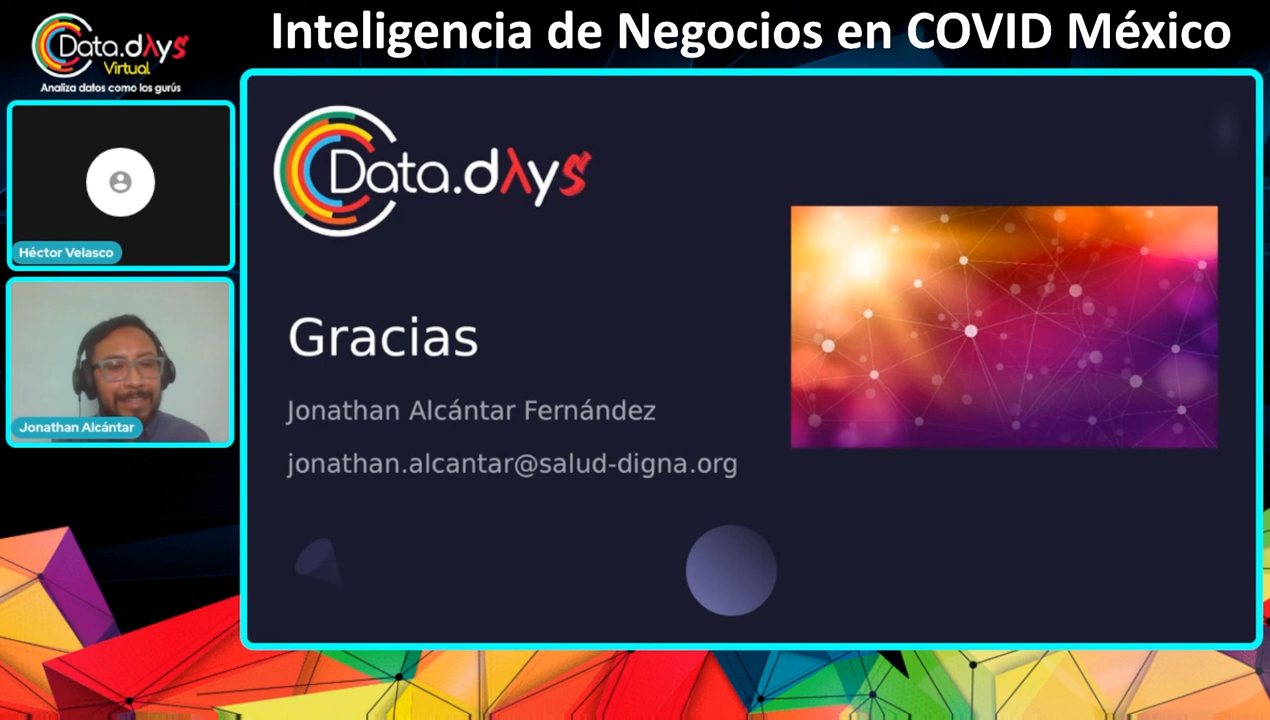 Data.dλys
Virtual
Analiza datos como los gurús
Inteligencia de Negocios en COVID México
Héctor Velasco
Jonathan Alcántar
Data.dλys
Gracias
Jonathan Alcántar Fernández
jonathan.alcantar@salud-digna.org